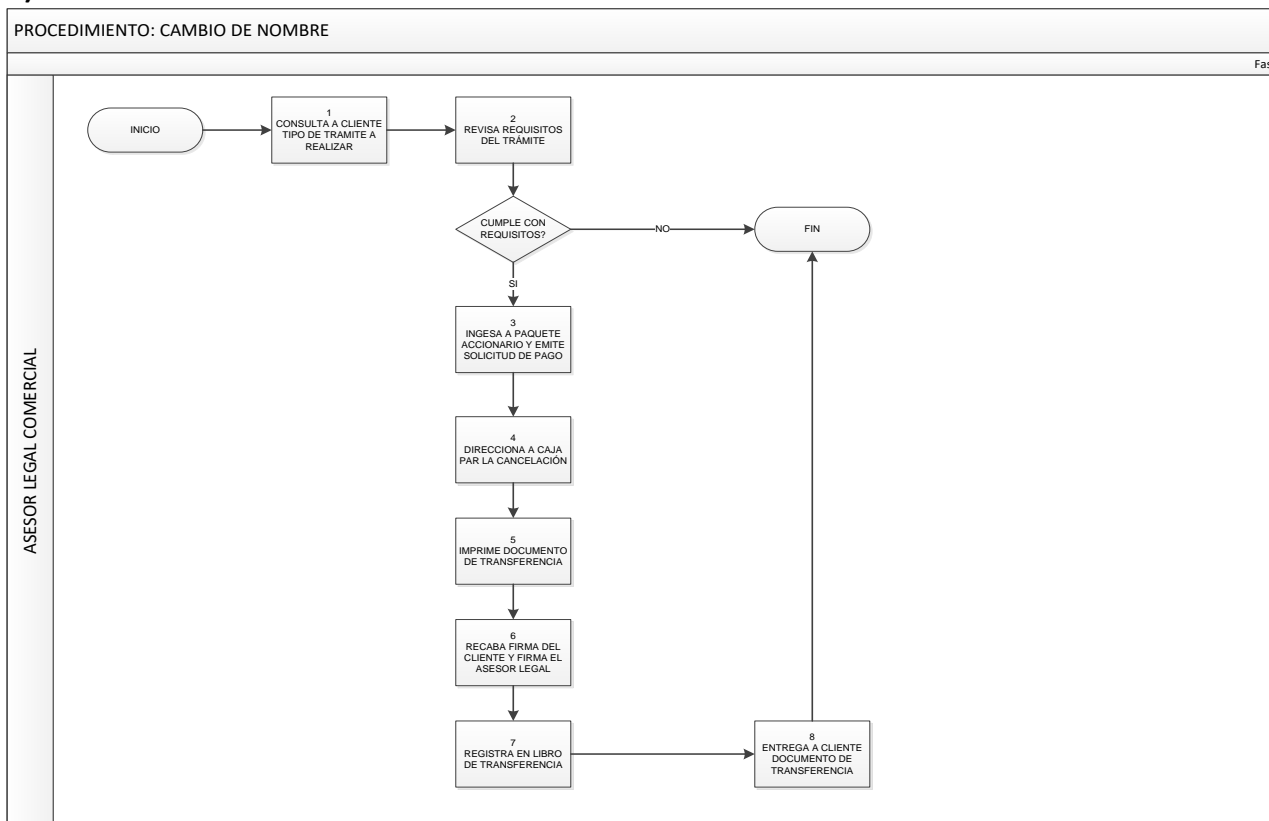 PROCEDIMIENTO: CAMBIO DE NOMBRE
Fas
ASESOR LEGAL COMERCIAL
INICIO
1
CONSULTA A CLIENTE
TIPO DE TRAMITE A
REALIZAR
2
REVISA REQUISITOS
DEL TRÁMITE
CUMPLE CON
REQUISITOS?
NO
FIN
SI
3
INGESA A PAQUETE
ACCIONARIO Y EMITE
SOLICITUD DE PAGO
4
DIRECCIONA A CAJA
PAR LA CANCELACIÓN
5
IMPRIME DOCUMENTO
DE TRANSFERENCIA
6
RECABA FIRMA DEL
CLIENTE Y FIRMA EL
ASESOR LEGAL
7
REGISTRA EN LIBRO
DE TRANSFERENCIA
8
ENTREGA A CLIENTE
DOCUMENTO DE
TRANSFERENCIA